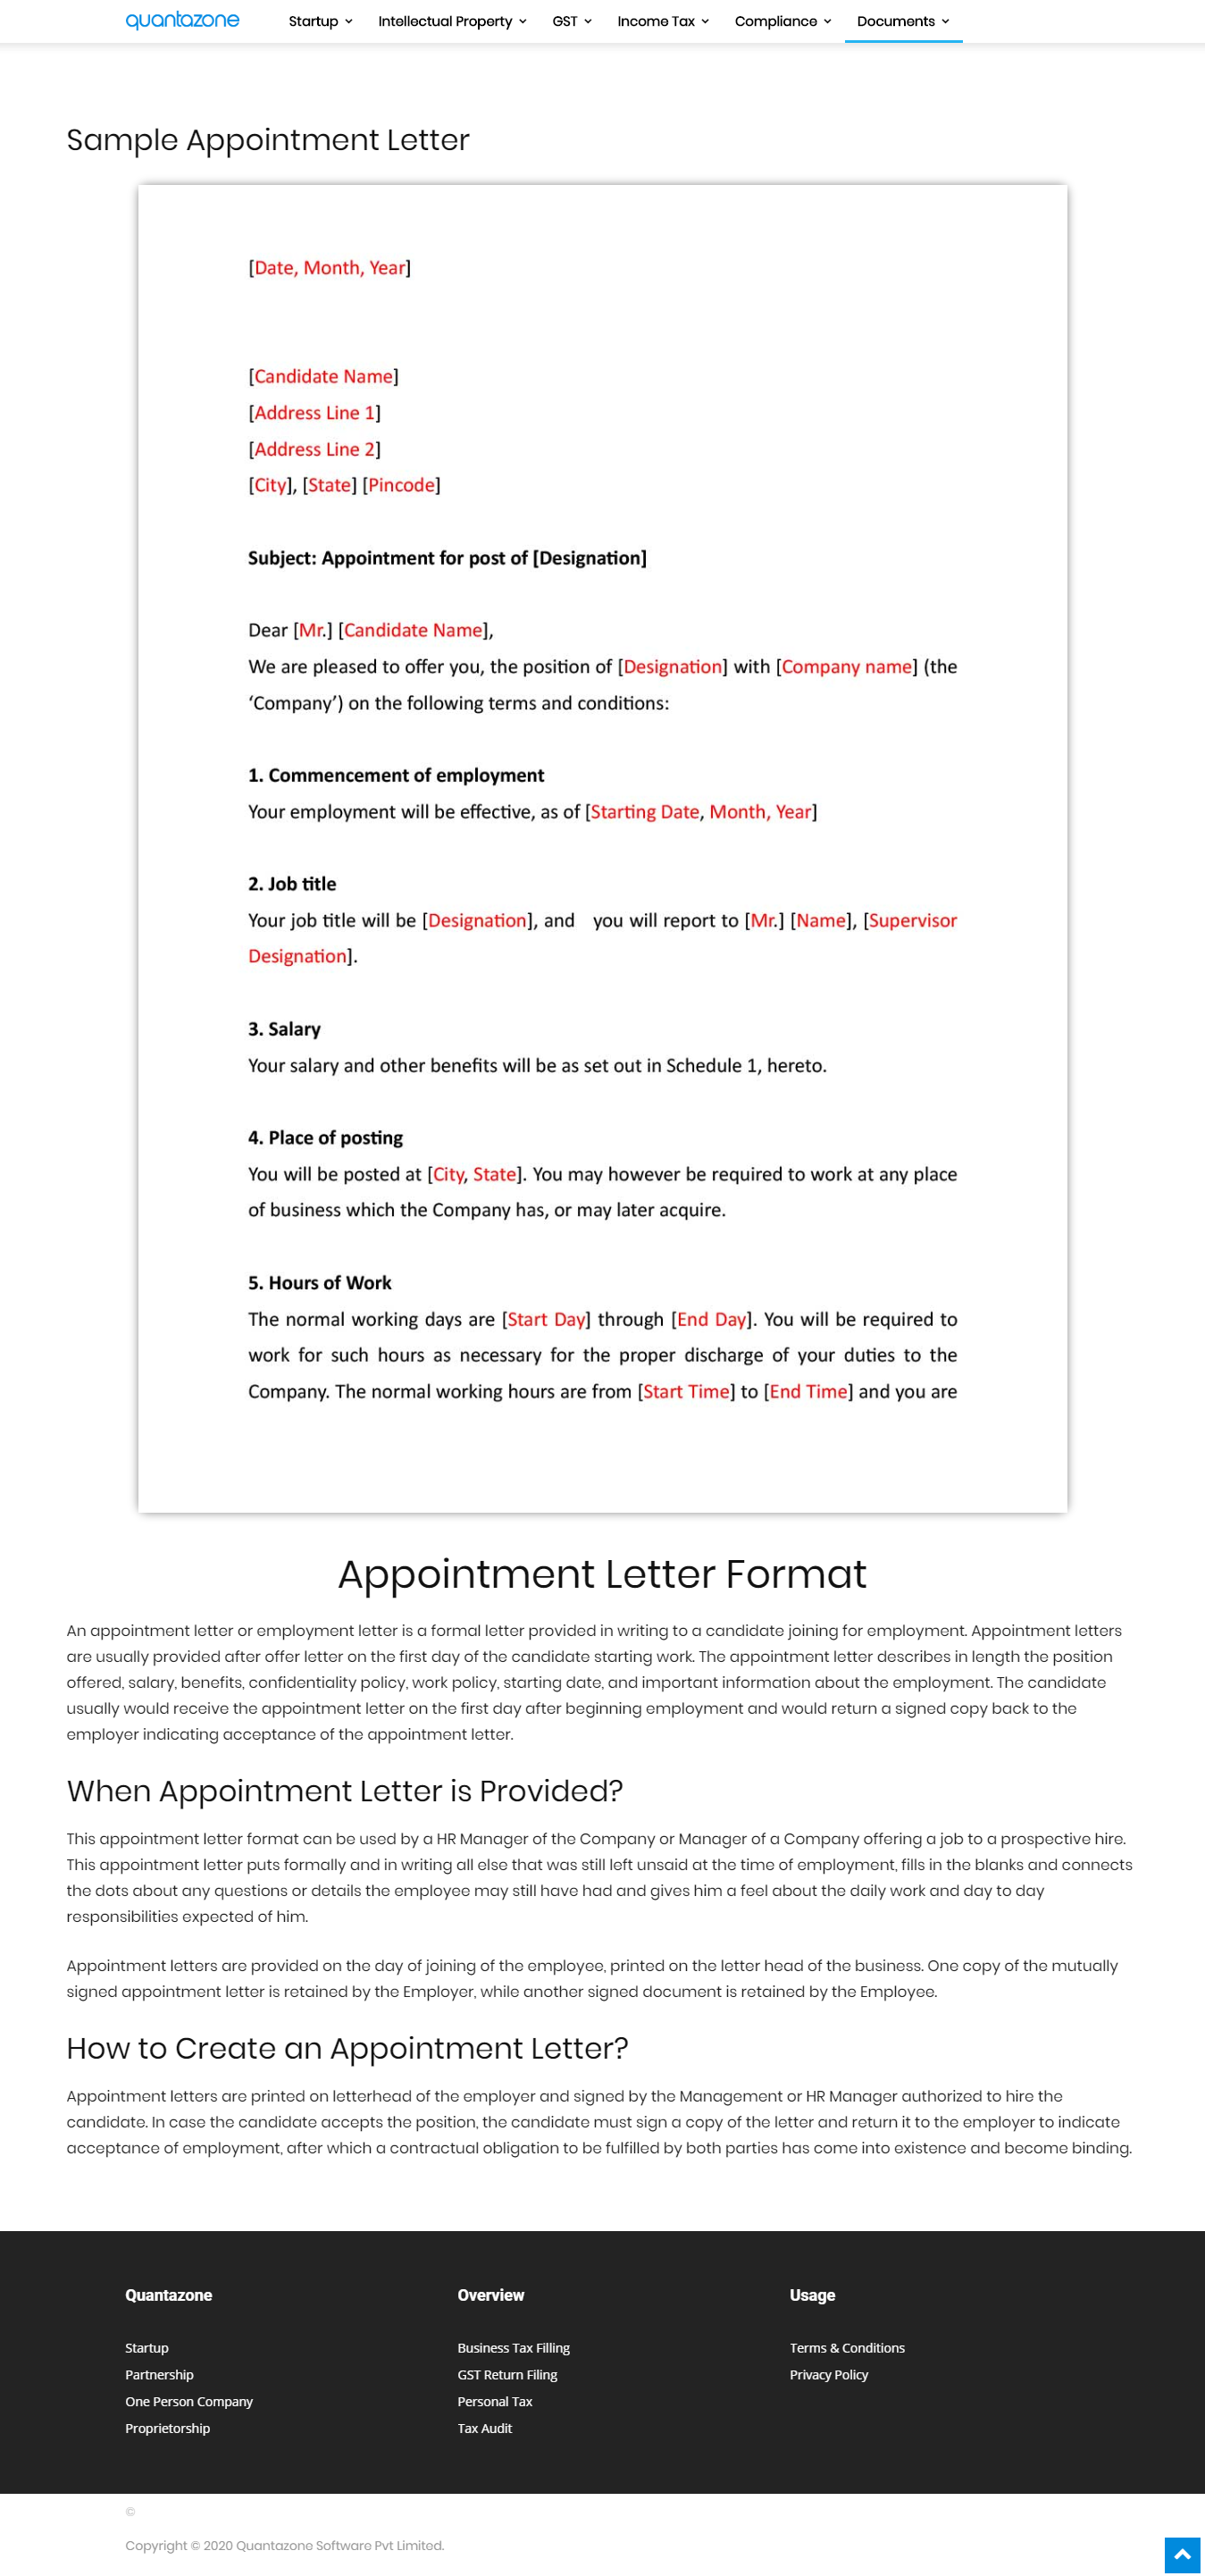 quantazone
Startup Intellectual Property GST Income Tax Compliance Documents
Sample Appointment Letter
[Date, Month, Year]
[Candidate Name]
[Address Line 1]
[Address Line 2]
[City], [State] [Pincode]
Subject: Appointment for post of [Designation]
Dear [Mr.] [Candidate Name],
We are pleased to offer you, the position of [Designation] with [Company name] (the
‘Company’) on the following terms and conditions:
1. Commencement of employment
Your employment will be effective, as of [Starting Date, Month, Year]
2. Job title
Your job title will be [Designation], and you will report to [Mr.] [Name], [Supervisor
Designation].
3. Salary
Your salary and other benefits will be as set out in Schedule 1, hereto.
4. Place of posting
You will be posted at [City, State]. You may however be required to work at any place
of business which the Company has, or may later acquire.
5. Hours of Work
The normal working days are [Start Day] through [End Day]. You will be required to
work for such hours as necessary for the proper discharge of your duties to the
Company. The normal working hours are from [Start Time] to [End Time] and you are
Appointment Letter Format
An appointment letter or employment letter is a formal letter provided in writing to a candidate joining for employment. Appointment letters
are usually provided after offer letter on the first day of the candidate starting work. The appointment letter describes in length the position
offered, salary, benefits, confidentiality policy, work policy, starting date, and important information about the employment. The candidate
usually would receive the appointment letter on the first day after beginning employment and would return a signed copy back to the
employer indicating acceptance of the appointment letter.
When Appointment Letter is Provided?
This appointment letter format can be used by a HR Manager of the Company or Manager of a Company offering a job to a prospective hire.
This appointment letter puts formally and in writing all else that was still left unsaid at the time of employment, fills in the blanks and connects
the dots about any questions or details the employee may still have had and gives him a feel about the daily work and day to day
responsibilities expected of him.
Appointment letters are provided on the day of joining of the employee, printed on the letter head of the business. One copy of the mutually
signed appointment letter is retained by the Employer, while another signed document is retained by the Employee.
How to Create an Appointment Letter?
Appointment letters are printed on letterhead of the employer and signed by the Management or HR Manager authorized to hire the
candidate. In case the candidate accepts the position, the candidate must sign a copy of the letter and return it to the employer to indicate
acceptance of employment, after which a contractual obligation to be fulfilled by both parties has come into existence and become binding.
Quantazone Overview Usage
Startup Business Tax Filling Terms & Conditions
Partnership GST Return Filing Privacy Policy
One Person Company Personal Tax
Proprietorship Tax Audit
©
Copyright © 2020 Quantazone Software Pvt Limited.